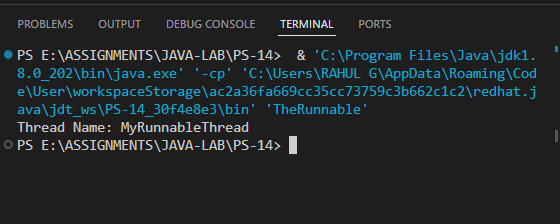 PROBLEMS OUTPUT DEBUG CONSOLE TERMINAL PORTS
PS E:\ASSIGNMENTS\JAVA-LAB\PS-14>  & 'C:\Program Files\Java\jdk1.
8.0_202\bin\java.exe' '-cp' 'C:\Users\RAHUL G\AppData\Roaming\Cod
e\User\workspaceStorage\ac2a36fa669cc35cc73759c3b662c1c2\redhat.j
ava\jdt_ws\PS-14_30f4e8e3\bin' 'TheRunnable'
Thread Name: MyRunnableThread
PS E:\ASSIGNMENTS\JAVA-LAB\PS-14>